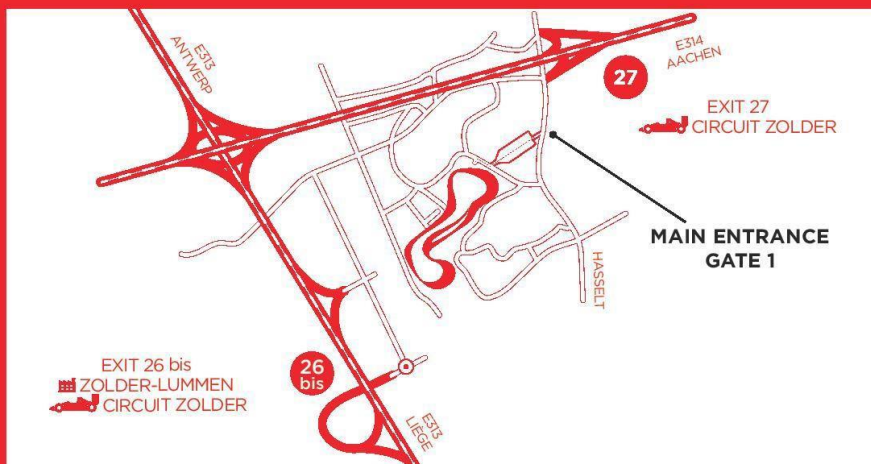 E313
ANTWERP
E314
AACHEN
27
EXIT 27
CIRCUIT ZOLDER
MAIN ENTRANCE
GATE 1
HASSELT
EXIT 26 bis
ZOLDER-LUMMEN
CIRCUIT ZOLDER
26
bis
E313
LIÈGE